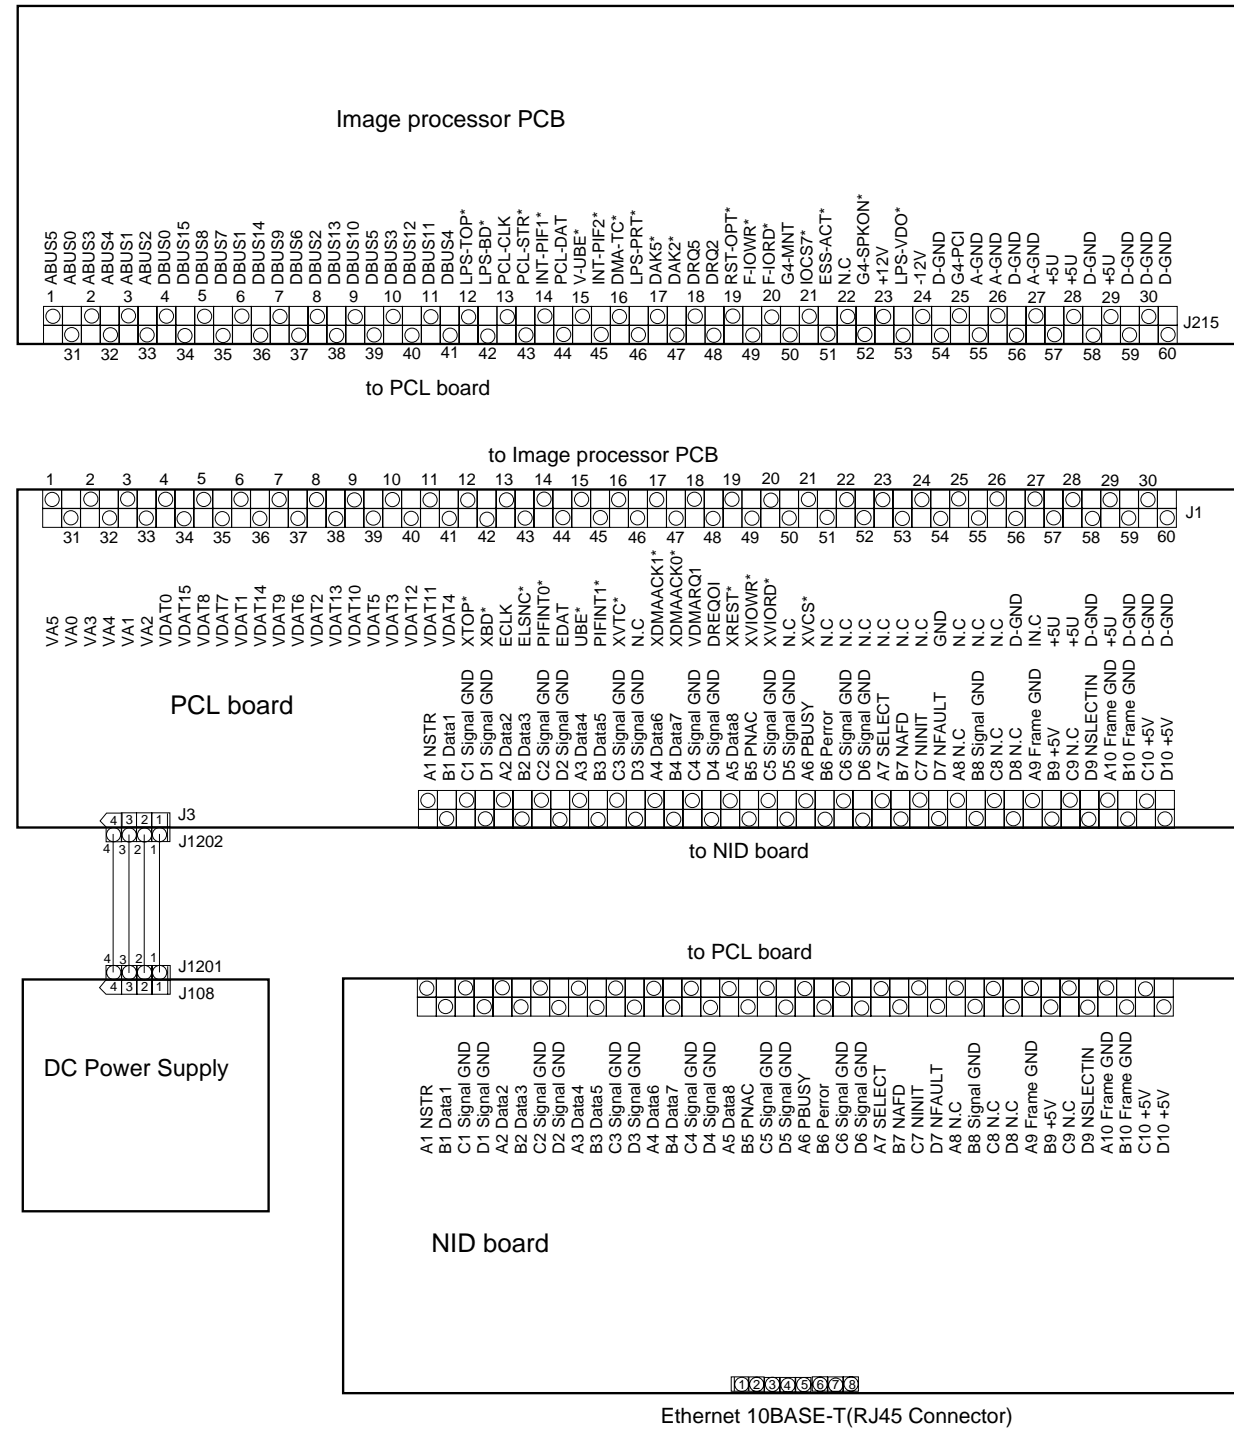 Image processor PCB
ABUS5
ABUS0
ABUS3
ABUS4
ABUS1
ABUS2
DBUS0
DBUS15
DBUS8
DBUS7
DBUS1
DBUS14
DBUS9
DBUS6
DBUS2
DBUS13
DBUS10
DBUS5
DBUS3
DBUS12
DBUS11
DBUS4
LPS-TOP*
LPS-BD*
PCL-CLK
PCL-STR*
INT-PIF1*
PCL-DAT
V-UBE*
INT-PIF2*
DMA-TC*
LPS-PRT*
DAK5*
DAK2*
DRQ5
DRQ2
RST-OPT*
F-IOWR*
F-IORD*
G4-MNT
IOCS7*
ESS-ACT*
N.C
G4-SPKON*
+12V
LPS-VDO*
-12V
D-GND
G4-PCI
A-GND
A-GND
D-GND
A-GND
+5U
+5U
D-GND
+5U
D-GND
D-GND
D-GND
1 2 3 4 5 6 7 8 9 10 11 12 13 14 15 16 17 18 19 20 21 22 23 24 25 26 27 28 29 30
J215
31 32 33 34 35 36 37 38 39 40 41 42 43 44 45 46 47 48 49 50 51 52 53 54 55 56 57 58 59 60
to PCL board
to Image processor PCB
1 2 3 4 5 6 7 8 9 10 11 12 13 14 15 16 17 18 19 20 21 22 23 24 25 26 27 28 29 30
J1
31 32 33 34 35 36 37 38 39 40 41 42 43 44 45 46 47 48 49 50 51 52 53 54 55 56 57 58 59 60
VA5
VA0
VA3
VA4
VA1
VA2
VDAT0
VDAT15
VDAT8
VDAT7
VDAT1
VDAT14
VDAT9
VDAT6
VDAT2
VDAT13
VDAT10
VDAT5
VDAT3
VDAT12
VDAT11
VDAT4
XTOP*
XBD*
ECLK
ELSNC*
PIFINT0*
EDAT
UBE*
PIFINT1*
XVTC*
N.C
XDMAACK1*
XDMAACK0*
VDMARQ1
DREQOI
XREST*
XVIOWR*
XVIORD*
N.C
XVCS*
N.C
N.C
N.C
N.C
N.C
N.C
GND
N.C
N.C
N.C
D-GND
IN.C
+5U
+5U
D-GND
+5U
D-GND
D-GND
D-GND
PCL board
A1 NSTR
B1 Data1
C1 Signal GND
D1 Signal GND
A2 Data2
B2 Data3
C2 Signal GND
D2 Signal GND
A3 Data4
B3 Data5
C3 Signal GND
D3 Signal GND
A4 Data6
B4 Data7
C4 Signal GND
D4 Signal GND
A5 Data8
B5 PNAC
C5 Signal GND
D5 Signal GND
A6 PBUSY
B6 Perror
C6 Signal GND
D6 Signal GND
A7 SELECT
B7 NAFD
C7 NINIT
D7 NFAULT
A8 N.C
B8 Signal GND
C8 N.C
D8 N.C
A9 Frame GND
B9 +5V
C9 N.C
D9 NSLECTIN
A10 Frame GND
B10 Frame GND
C10 +5V
D10 +5V
4 3 2 1 J3
4 3 2 1 J1202
to NID board
4 3 2 1 J1201
4 3 2 1 J108
DC Power Supply
to PCL board
A1 NSTR
B1 Data1
C1 Signal GND
D1 Signal GND
A2 Data2
B2 Data3
C2 Signal GND
D2 Signal GND
A3 Data4
B3 Data5
C3 Signal GND
D3 Signal GND
A4 Data6
B4 Data7
C4 Signal GND
D4 Signal GND
A5 Data8
B5 PNAC
C5 Signal GND
D5 Signal GND
A6 PBUSY
B6 Perror
C6 Signal GND
D6 Signal GND
A7 SELECT
B7 NAFD
C7 NINIT
D7 NFAULT
A8 N.C
B8 Signal GND
C8 N.C
D8 N.C
A9 Frame GND
B9 +5V
C9 N.C
D9 NSLECTIN
A10 Frame GND
B10 Frame GND
C10 +5V
D10 +5V
NID board
1 2 3 4 5 6 7 8
Ethernet 10BASE-T(RJ45 Connector)